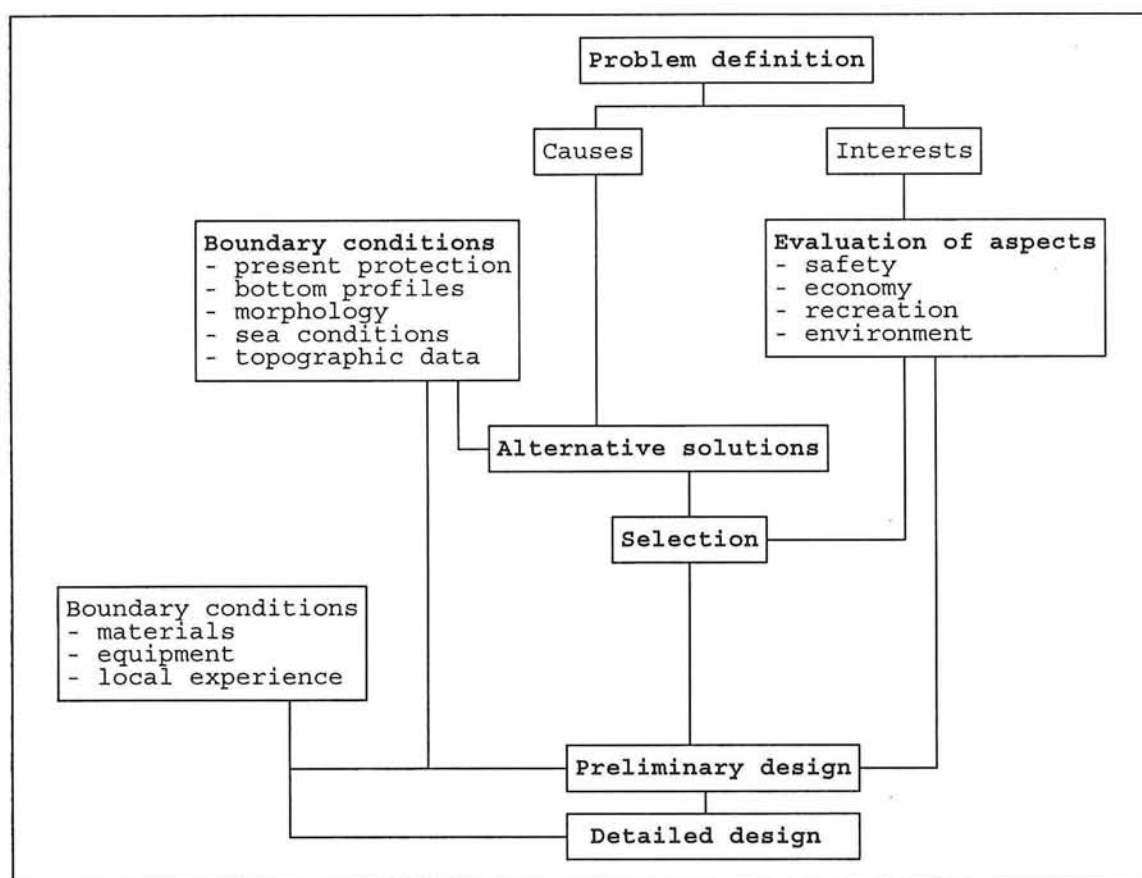 Problem definition
Causes
Interests
Boundary conditions
- present protection
- bottom profiles
- morphology
- sea conditions
- topographic data
Evaluation of aspects
- safety
- economy
- recreation
- environment
Alternative solutions
Selection
Boundary conditions
- materials
- equipment
- local experience
Preliminary design
Detailed design